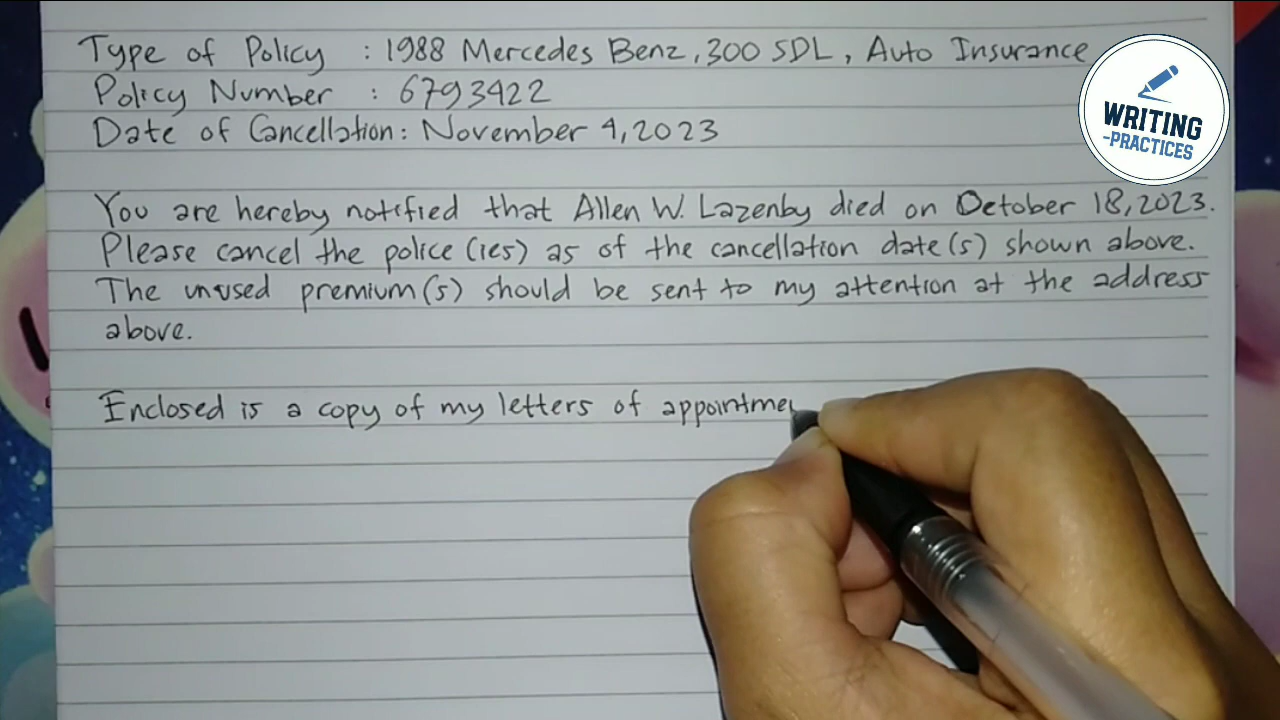 Type of Policy : 1988 Mercedes Benz, 300 SDL, Auto Insurance
Policy Number : 6793422
Date of Cancellation: November 4, 2023
You are hereby notified that Allen W. Lazenby died on October 18, 2023.
Please cancel the police (ies) as of the cancellation date(s) shown above.
The unused premium(s) should be sent to my attention at the address
above.
Enclosed is a copy of my letters of appointme
WRITING
-PRACTICES